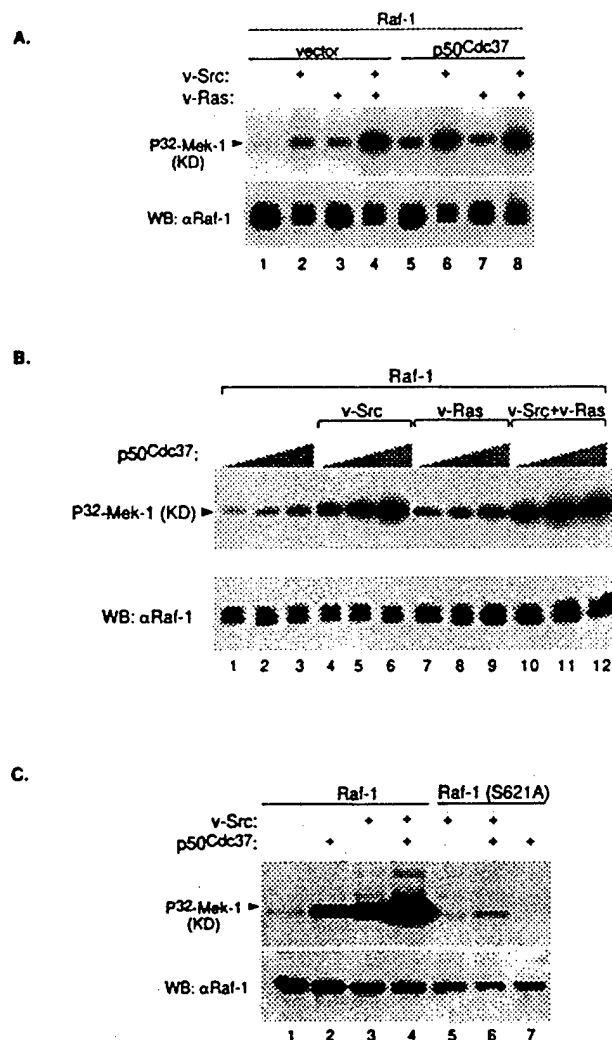 A.
Raf-1
vector p50Cdc37
v-Src: + + + +
v-Ras: + + + +
P32-Mek-1
(KD)
WB: αRaf-1
1 2 3 4 5 6 7 8
B.
Raf-1
v-Src v-Ras v-Src+v-Ras
p50Cdc37:
P32-Mek-1 (KD)
WB: αRaf-1
1 2 3 4 5 6 7 8 9 10 11 12
C.
Raf-1 Raf-1 (S621A)
v-Src: + + + +
p50Cdc37: + + + +
P32-Mek-1
(KD)
WB: αRaf-1
1 2 3 4 5 6 7